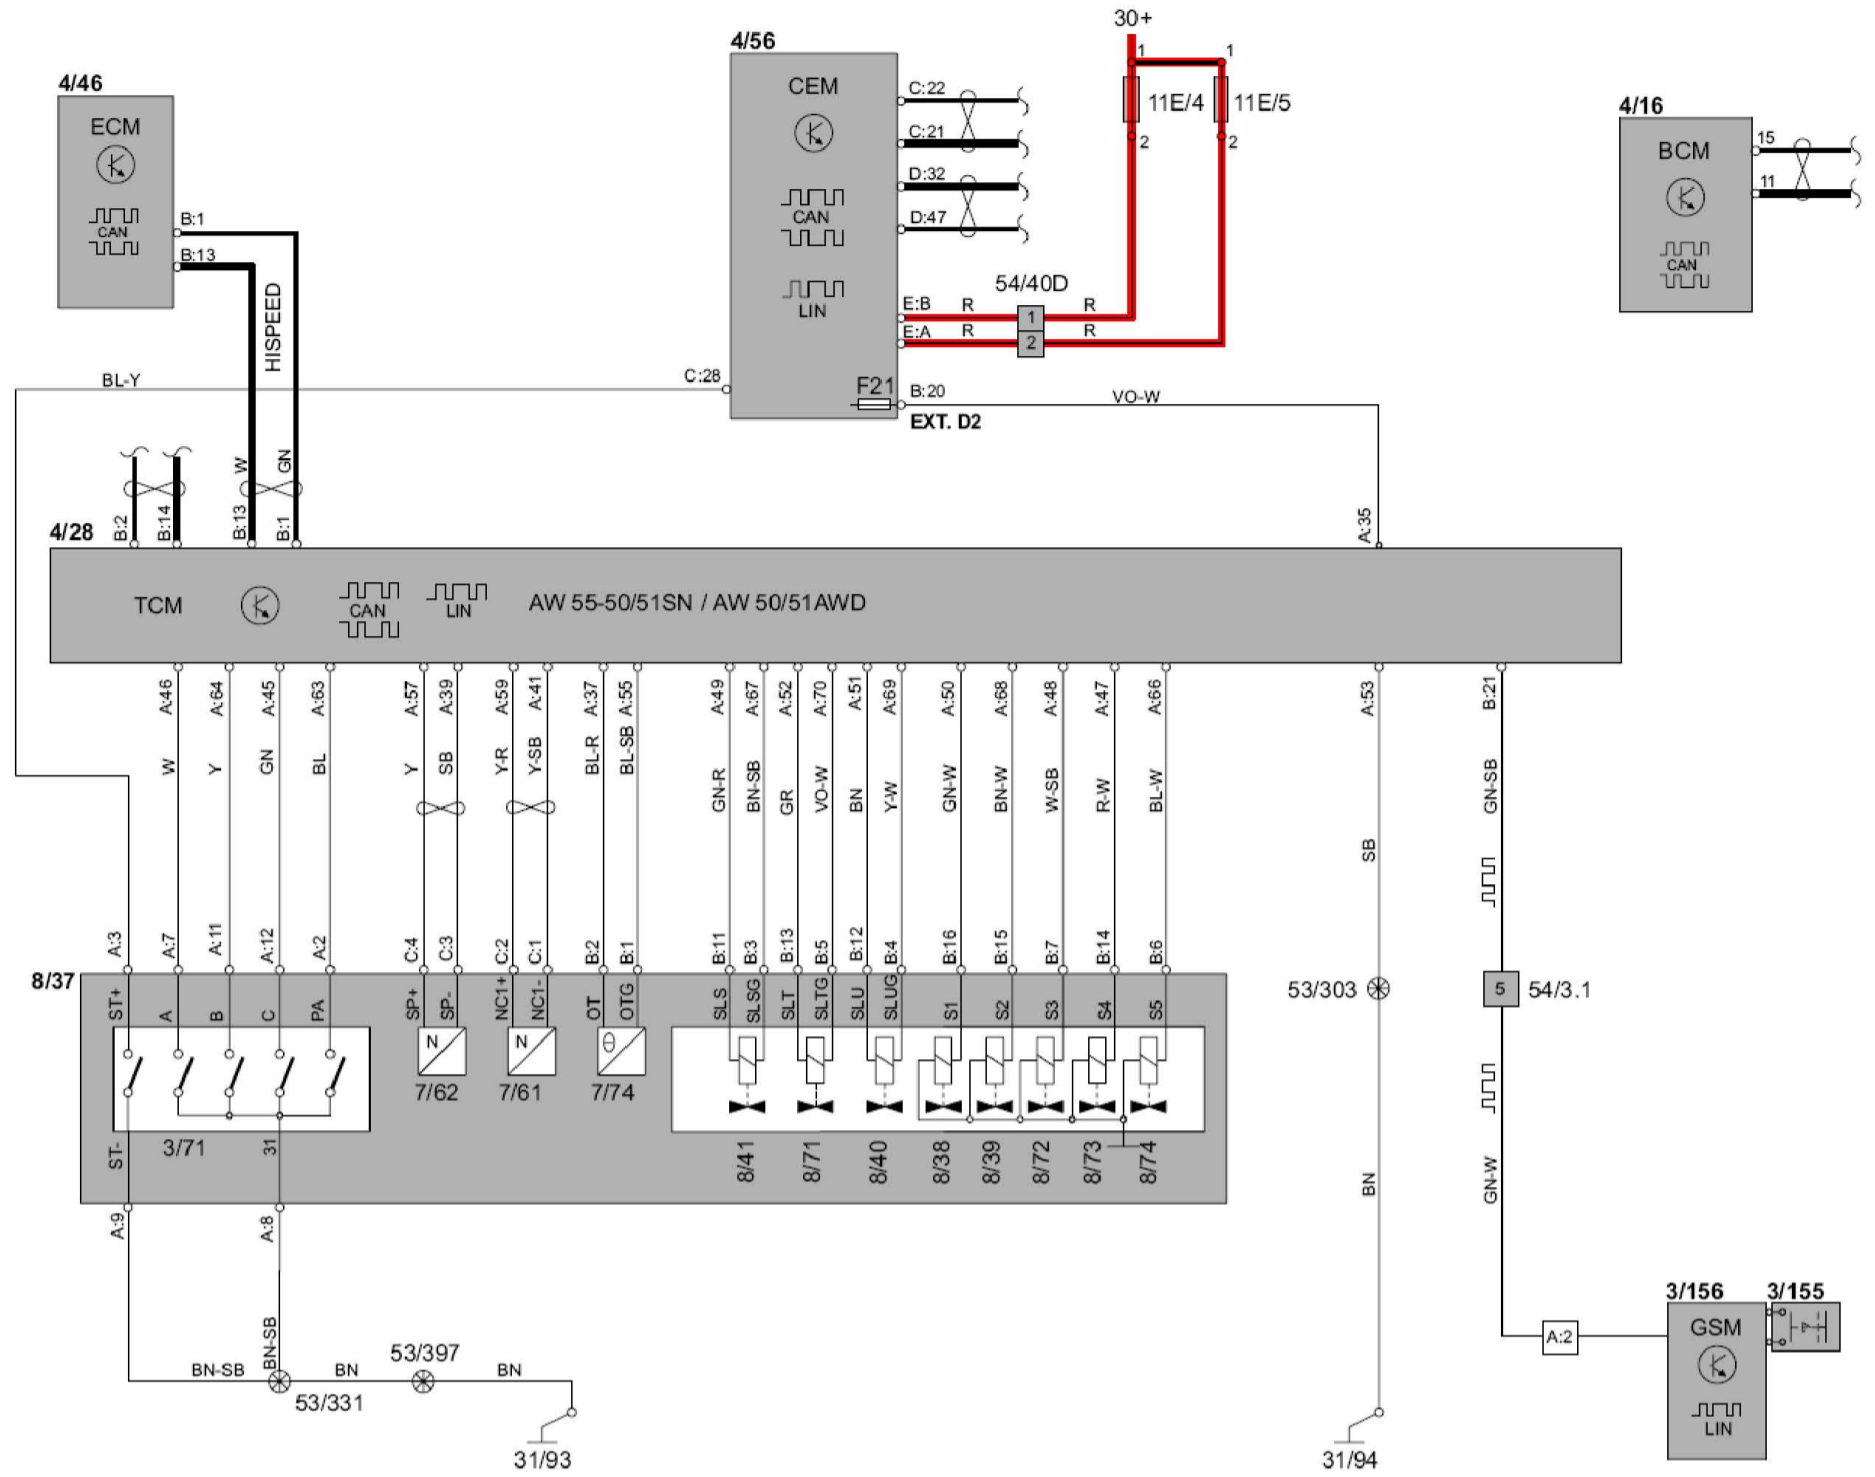 30+
4/56
1 1
4/46
CEM
C:22
11E/4
11E/5
4/16
ECM
C:21
2 2
15
BCM
D:32
11
CAN
B:1
D:47
CAN
B:13
CAN
54/40D
LIN
E:B R 1 R
E:A R 2 R
HISPEED
BL-Y
C:28
F21
B:20
VO-W
EXT. D2
W GN
4/28
B:2 B:14 B:13 B:1
A:35
TCM
CAN
LIN
AW 55-50/51SN / AW 50/51AWD
A:46 A:64 A:45 A:63 A:57 A:39 A:59 A:41 A:37 A:55 A:49 A:67 A:52 A:70 A:51 A:69 A:50 A:68 A:48 A:47 A:66 A:53 B:21
W Y GN BL Y SB Y-R Y-SB BL-R BL-SB GN-R BN-SB GR VO-W BN Y-W GN-W BN-W W-SB R-W BL-W SB GN-SB
A:3 A:7 A:11 A:12 A:2 C:4 C:3 C:2 C:1 B:2 B:1 B:11 B:3 B:13 B:5 B:12 B:4 B:16 B:15 B:7 B:14 B:6
8/37
53/303
5
54/3.1
ST+ A B C PA SP+ SP- NC1+ NC1- OT OTG SLS SLSG SLT SLTG SLU SLUG S1 S2 S3 S4 S5
N N
7/62 7/61 7/74
ST-
3/71
31
8/41 8/71 8/40 8/38 8/39 8/72 8/73 8/74
BN
GN-W
A:9 A:8
3/156
3/155
GSM
A:2
BN-SB
53/397
BN-SB BN BN
53/331
LIN
31/93
31/94